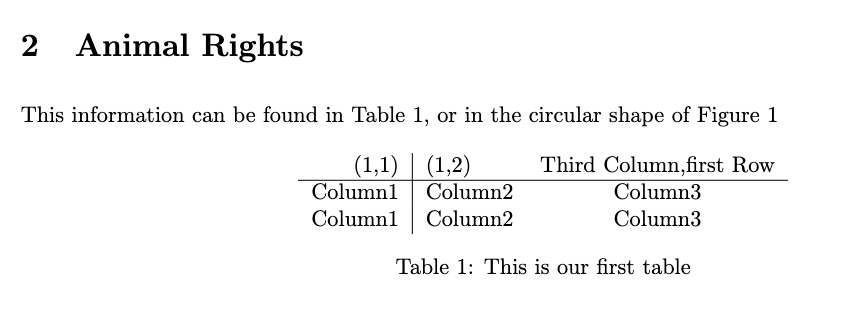 2 Animal Rights
This information can be found in Table 1, or in the circular shape of Figure 1
(1,1) (1,2) Third Column,first Row
Column1 Column2 Column3
Column1 Column2 Column3
Table 1: This is our first table